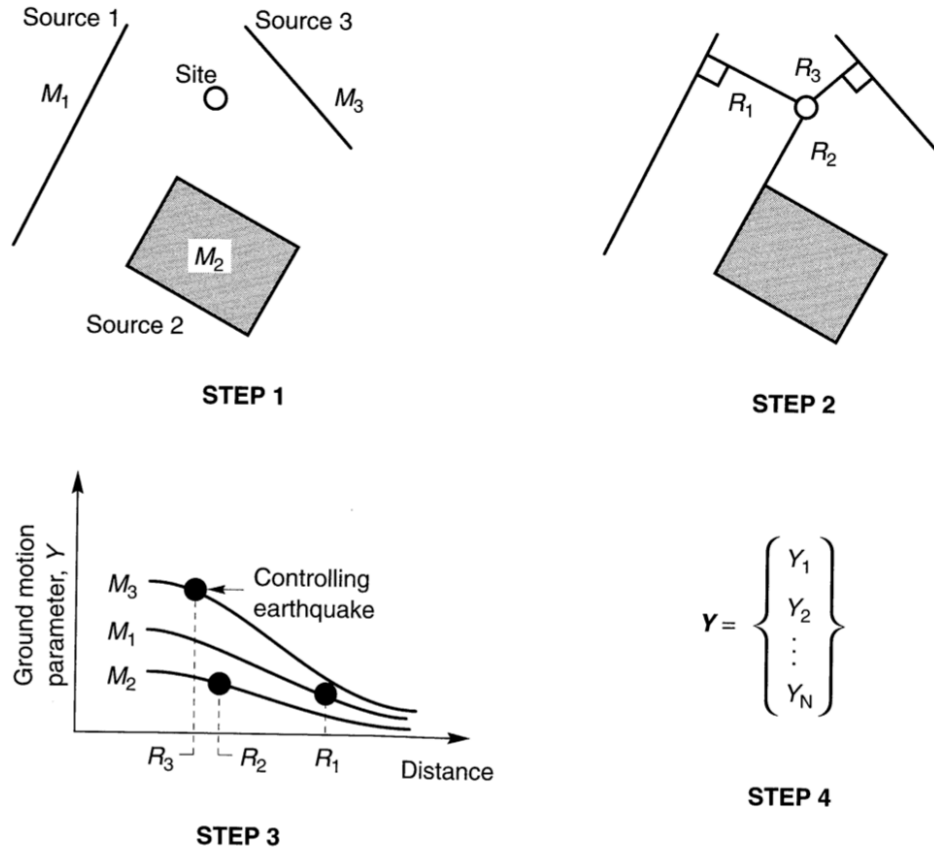 Source 1
Source 3
Site
M₁
M₃
M₂
Source 2
STEP 1
R₃
R₁
R₂
STEP 2
Ground motion
parameter, Y
M₃
Controlling
earthquake
M₁
M₂
R₃
R₂
R₁
Distance
STEP 3
Y =
Y₁
Y₂
⋮
Y_N
STEP 4